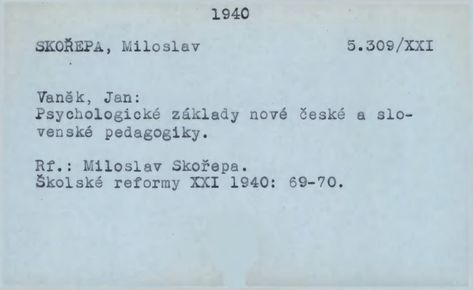 1940
SKOŘEPA, Miloslav 5.309/XXI
Vaněk, Jan:
Psychologické základy nové české a slo-
venské pedagogiky.
Rf.: Miloslav Skořepa.
Školské reformy XXI 1940: 69-70.